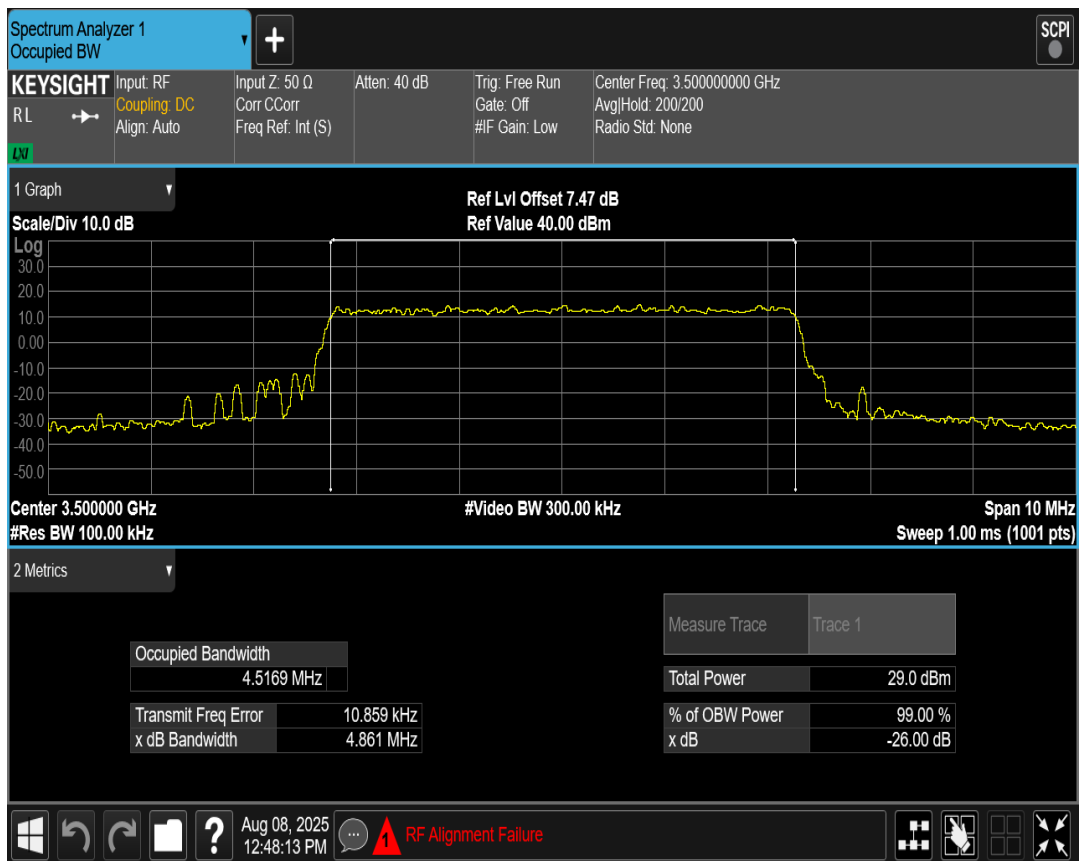 Spectrum Analyzer 1
Occupied BW
+
SCPI
KEYSIGHT
RL
LXI
Input: RF
Coupling: DC
Align: Auto
Input Z: 50 Ω
Corr CCorr
Freq Ref: Int (S)
Atten: 40 dB
Trig: Free Run
Gate: Off
#IF Gain: Low
Center Freq: 3.500000000 GHz
Avg|Hold: 200/200
Radio Std: None
1 Graph
Scale/Div 10.0 dB
Ref Lvl Offset 7.47 dB
Ref Value 40.00 dBm
Log
30.0
20.0
10.0
0.00
-10.0
-20.0
-30.0
-40.0
-50.0
Center 3.500000 GHz
#Res BW 100.00 kHz
#Video BW 300.00 kHz
Span 10 MHz
Sweep 1.00 ms (1001 pts)
2 Metrics
Measure Trace Trace 1
Occupied Bandwidth
4.5169 MHz
Total Power 29.0 dBm
Transmit Freq Error 10.859 kHz
x dB Bandwidth 4.861 MHz
% of OBW Power 99.00 %
x dB -26.00 dB
?
Aug 08, 2025
12:48:13 PM
1
RF Alignment Failure